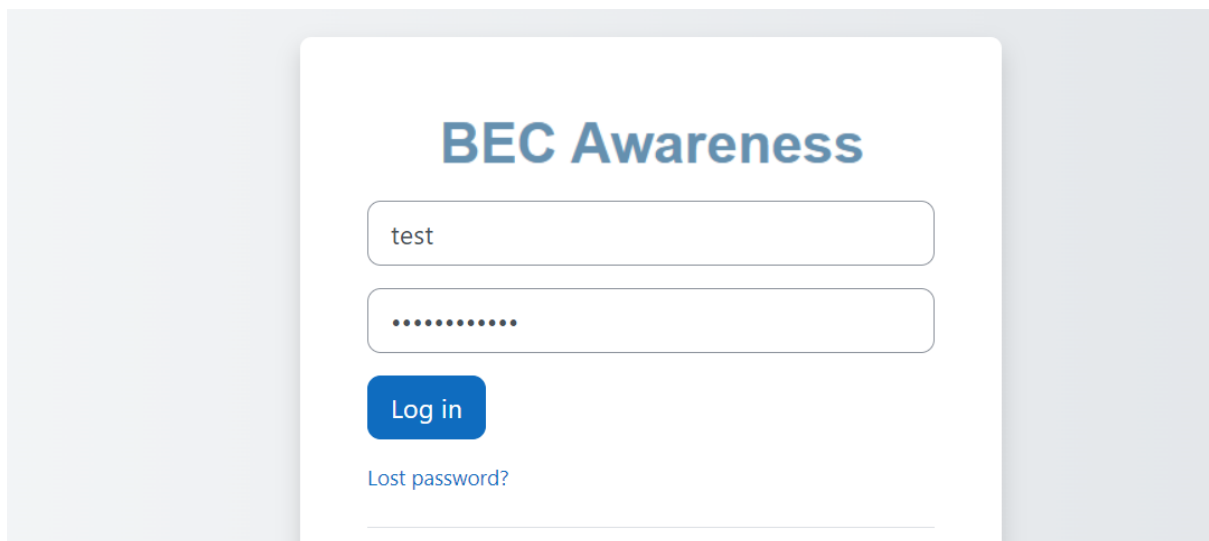 BEC Awareness
test
••••••••••••
Log in
Lost password?